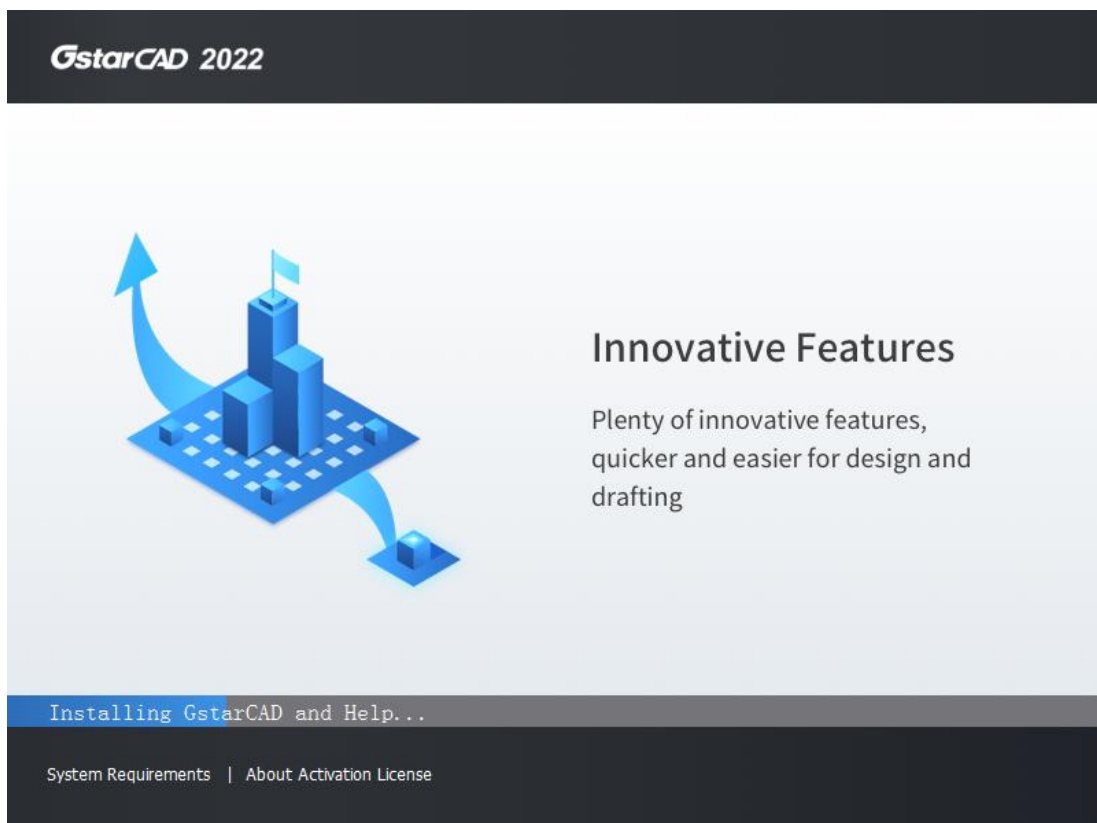 GstarCAD 2022
Innovative Features
Plenty of innovative features,
quicker and easier for design and
drafting
Installing GstarCAD and Help...
System Requirements | About Activation License